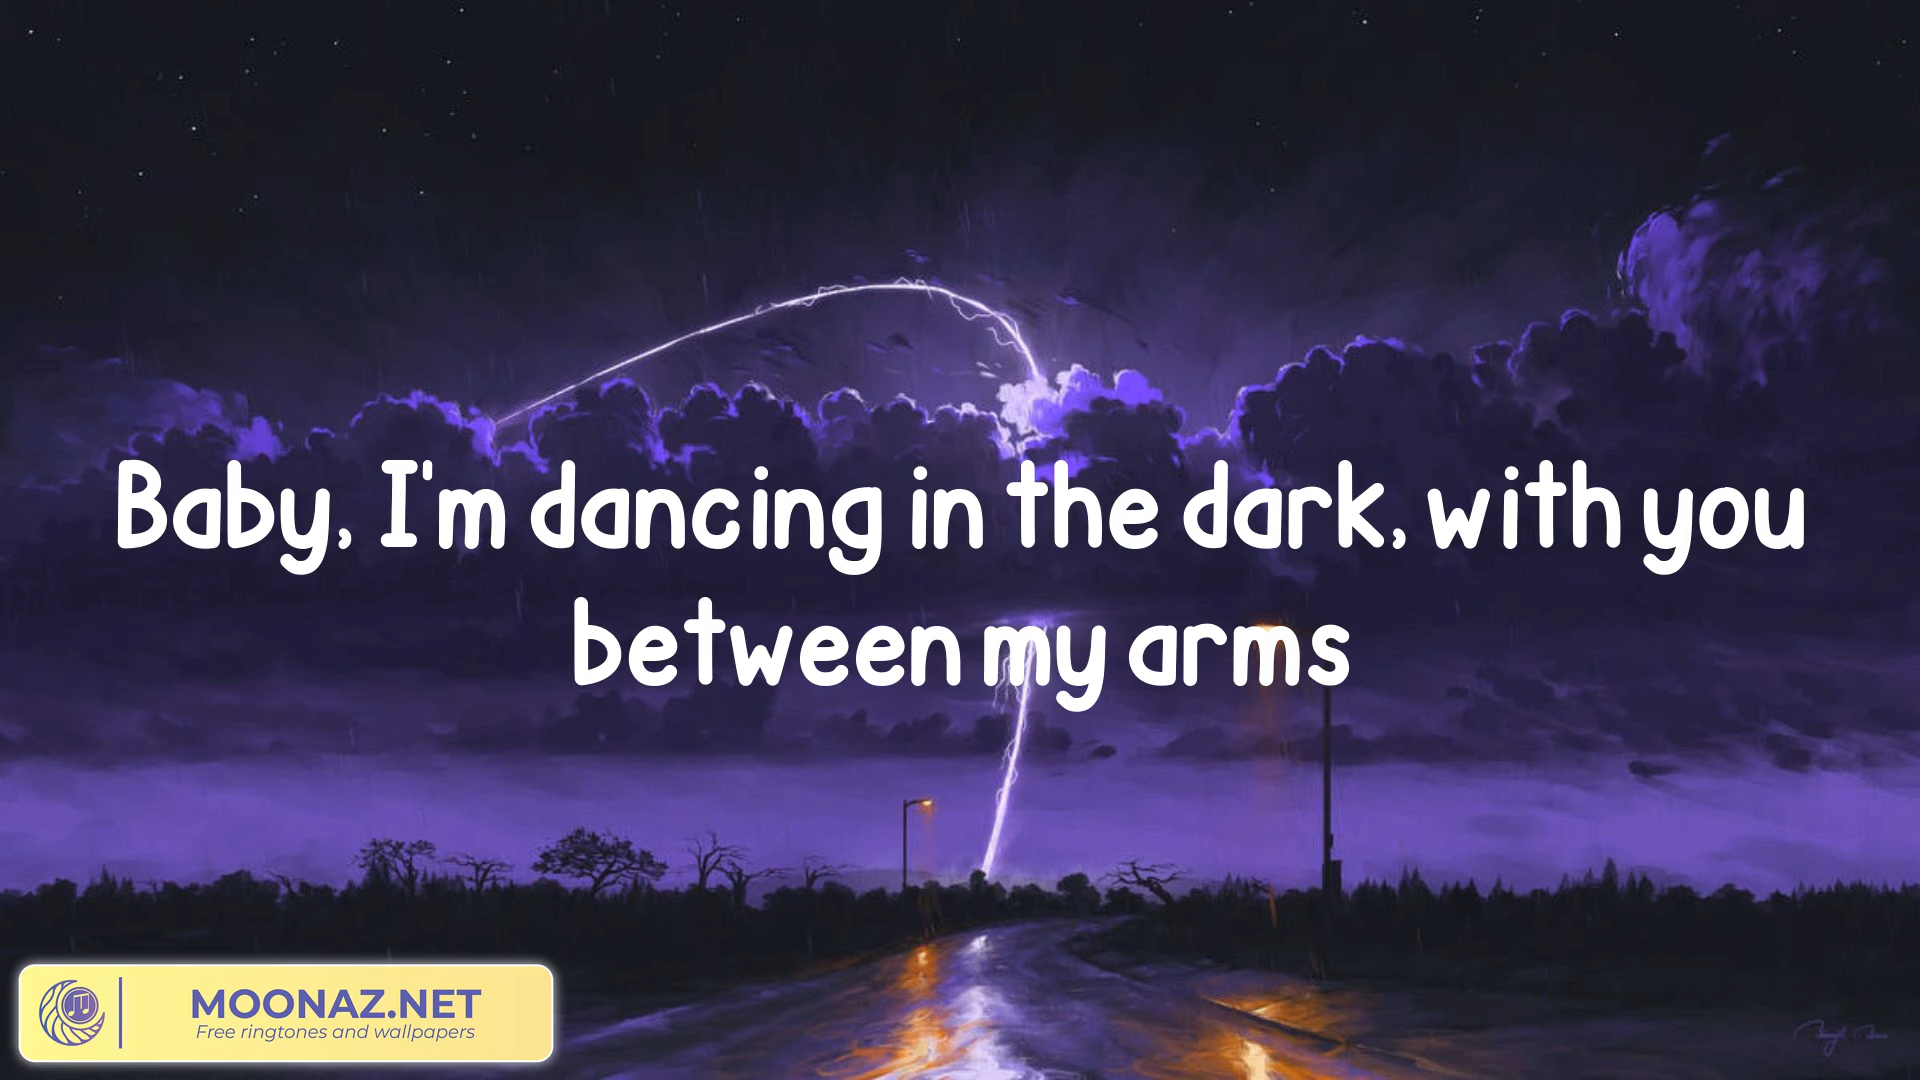 Baby, I'm dancing in the dark, with you
between my arms
MOONAZ.NET
Free ringtones and wallpapers